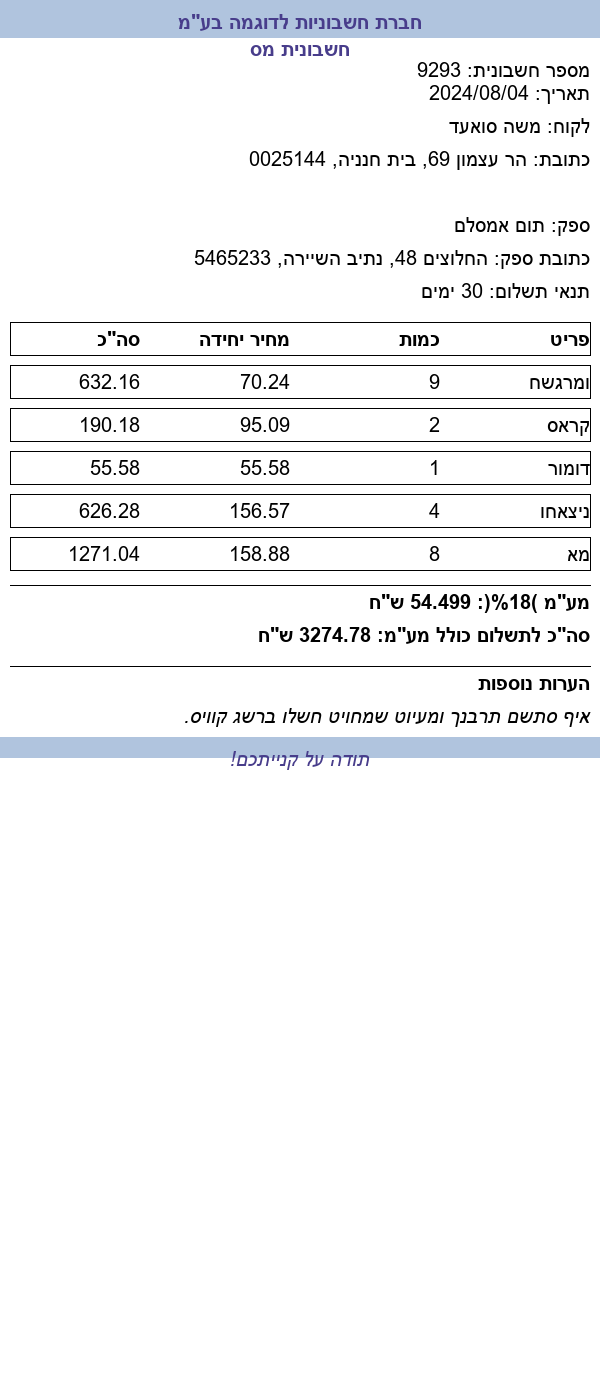 חברת חשבוניות לדוגמה בע"מ
חשבונית מס
מספר חשבונית: 9293
תאריך: 2024/08/04
לקוח: משה סואעד
כתובת: הר עצמון 69, בית חנניה, 0025144
ספק: תום אמסלם
כתובת ספק: החלוצים 48, נתיב השיירה, 5465233
תנאי תשלום: 30 ימים
פריט כמות מחיר יחידה סה"כ
ומרגשח 9 70.24 632.16
קראס 2 95.09 190.18
דומור 1 55.58 55.58
ניצאחו 4 156.57 626.28
מא 8 158.88 1271.04
מע"מ )18%(: 54.499 ש"ח
סה"כ לתשלום כולל מע"מ: 3274.78 ש"ח
הערות נוספות
איף סתשם תרבנך ומעיוט שמחויט חשלו ברשג קוויס.
תודה על קנייתכם!